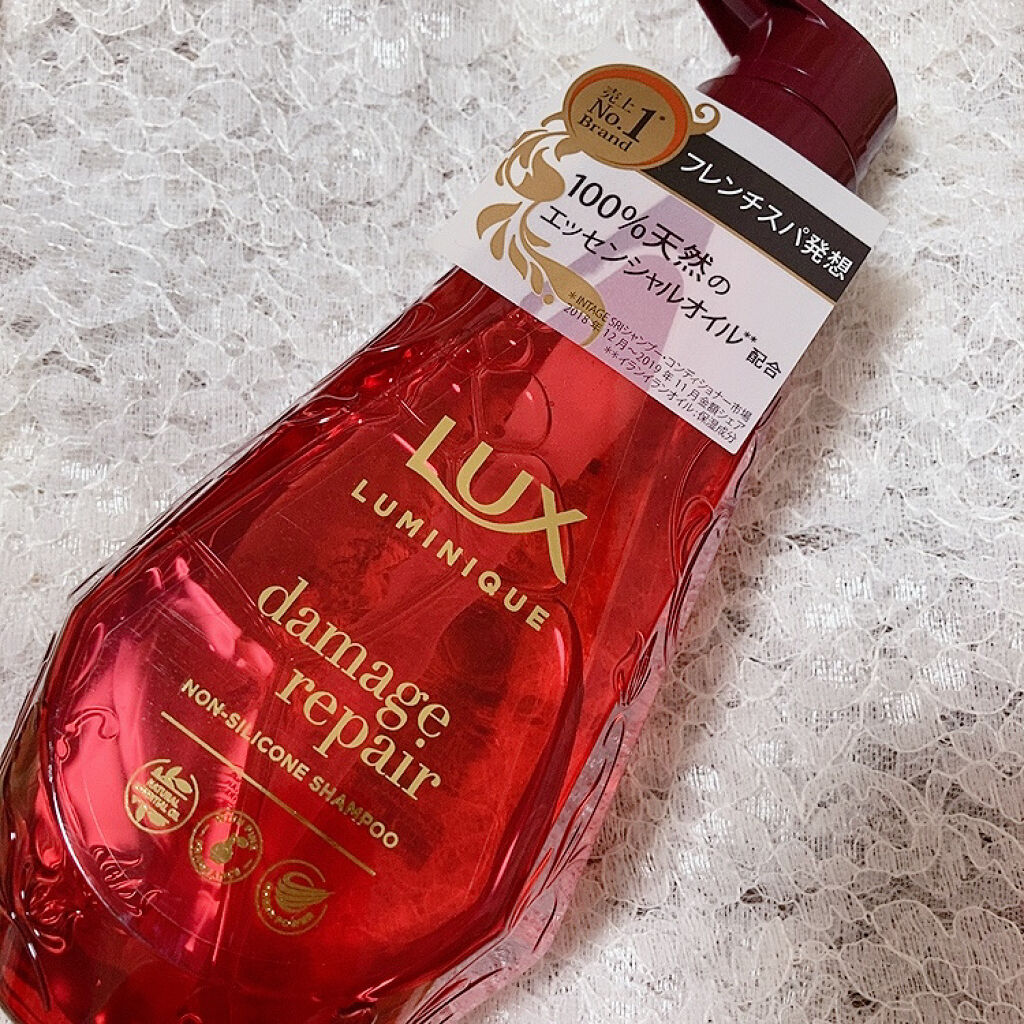 売上
No.1*
Brand
フレンチスパ発想
100%天然の
エッセンシャルオイル**配合
*INTAGE SRIシャンプー・コンディショナー市場
2018年12月〜2019年11月金額シェア
**イランイランオイル:保湿成分
LUX
LUMINIQUE
damage
repair
NON-SILICONE SHAMPOO
NATURAL
ESSENTIAL OIL